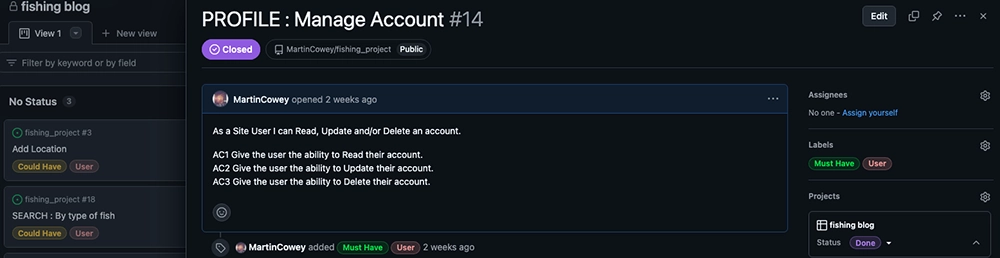 fishing blog
View 1
+ New view
Filter by keyword or by field
No Status 3
fishing_project #3
Add Location
Could Have User
fishing_project #18
SEARCH : By type of fish
Could Have User
PROFILE : Manage Account #14
Edit
Closed
MartinCowey/fishing_project Public
MartinCowey opened 2 weeks ago
As a Site User I can Read, Update and/or Delete an account.
AC1 Give the user the ability to Read their account.
AC2 Give the user the ability to Update their account.
AC3 Give the user the ability to Delete their account.
MartinCowey added Must Have User 2 weeks ago
Assignees
No one - Assign yourself
Labels
Must Have User
Projects
fishing blog
Status Done